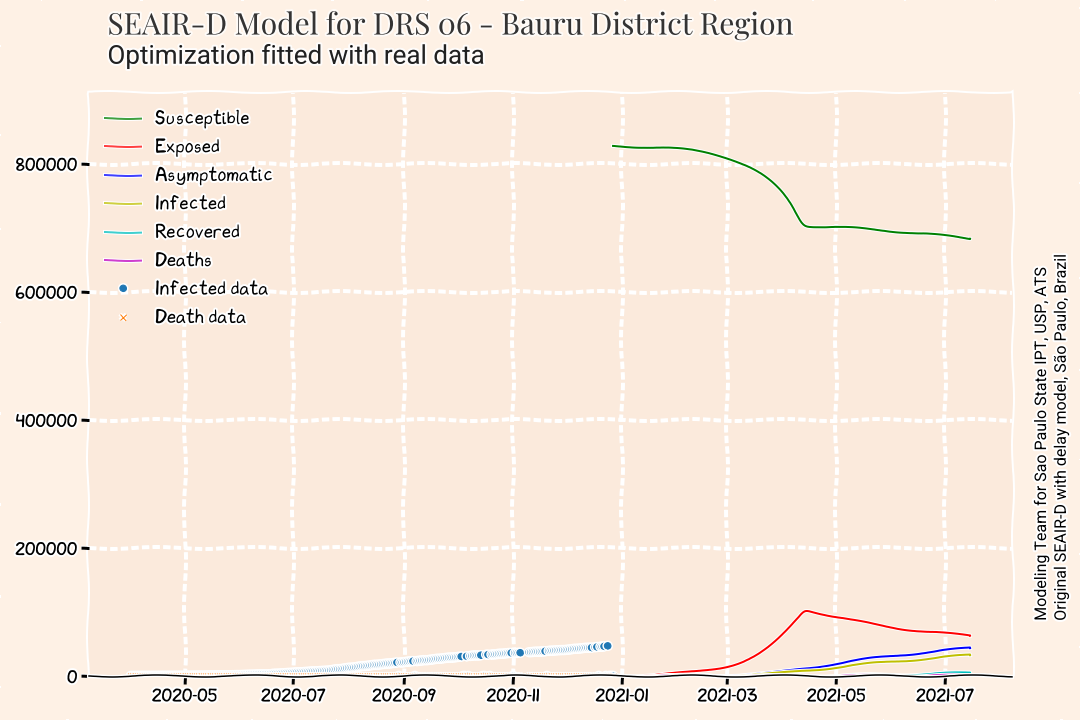 SEAIR-D Model for DRS 06 - Bauru District Region
Optimization fitted with real data
Susceptible
Exposed
Asymptomatic
Infected
Recovered
Deaths
Infected data
Death data
800000
600000
400000
200000
0
2020-05
2020-07
2020-09
2020-11
2021-01
2021-03
2021-05
2021-07
Modeling Team for Sao Paulo State IPT, USP, ATS
Original SEAIR-D with delay model, São Paulo, Brazil